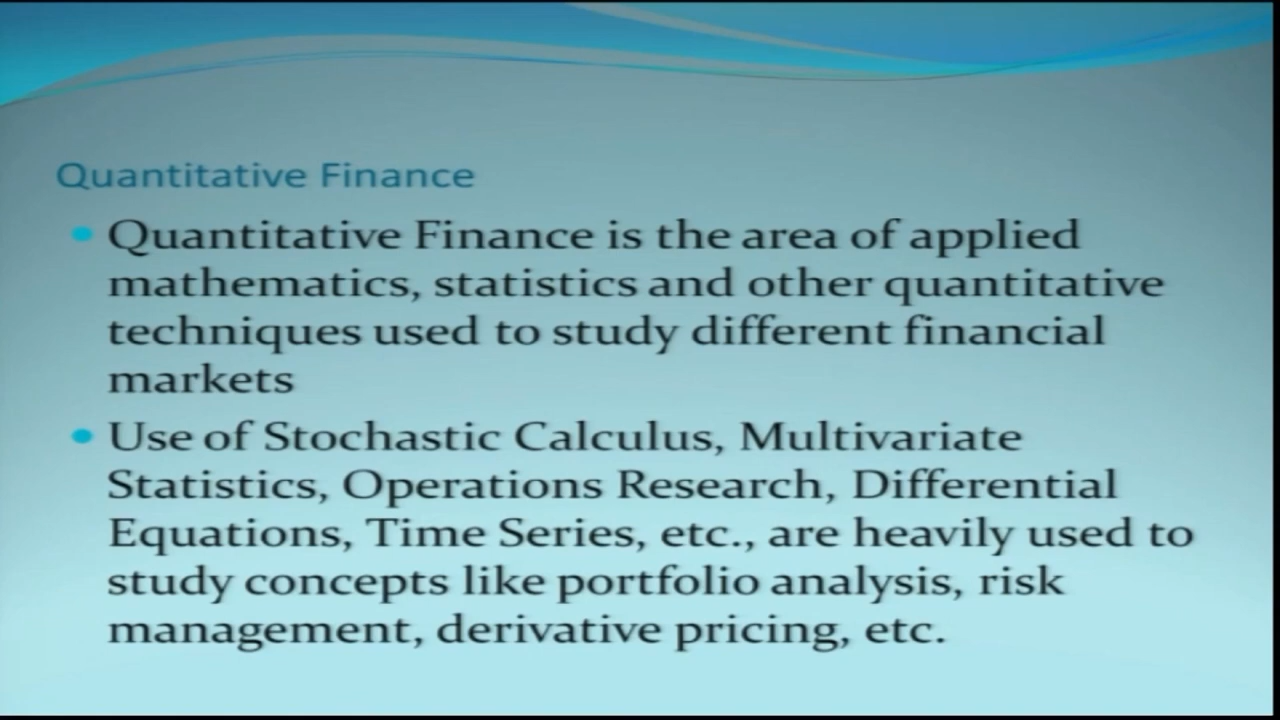 Quantitative Finance
• Quantitative Finance is the area of applied
mathematics, statistics and other quantitative
techniques used to study different financial
markets
• Use of Stochastic Calculus, Multivariate
Statistics, Operations Research, Differential
Equations, Time Series, etc., are heavily used to
study concepts like portfolio analysis, risk
management, derivative pricing, etc.